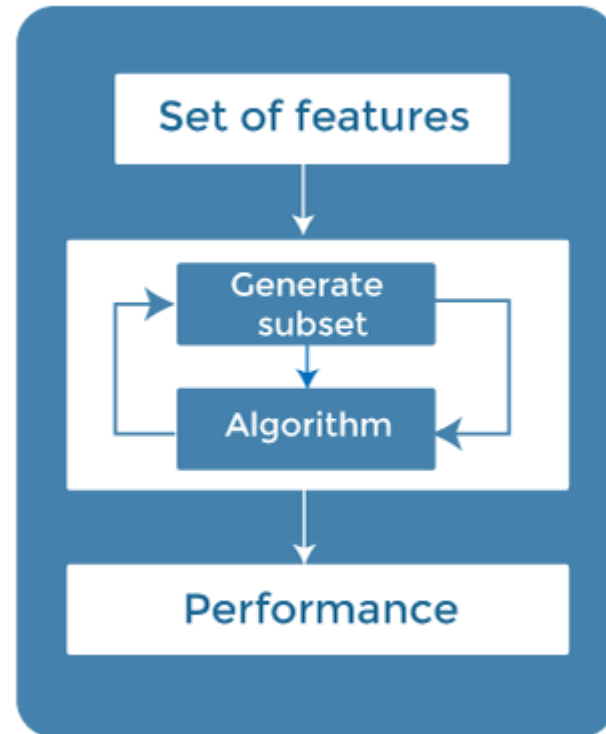 Set of features
Generate
subset
Algorithm
Performance